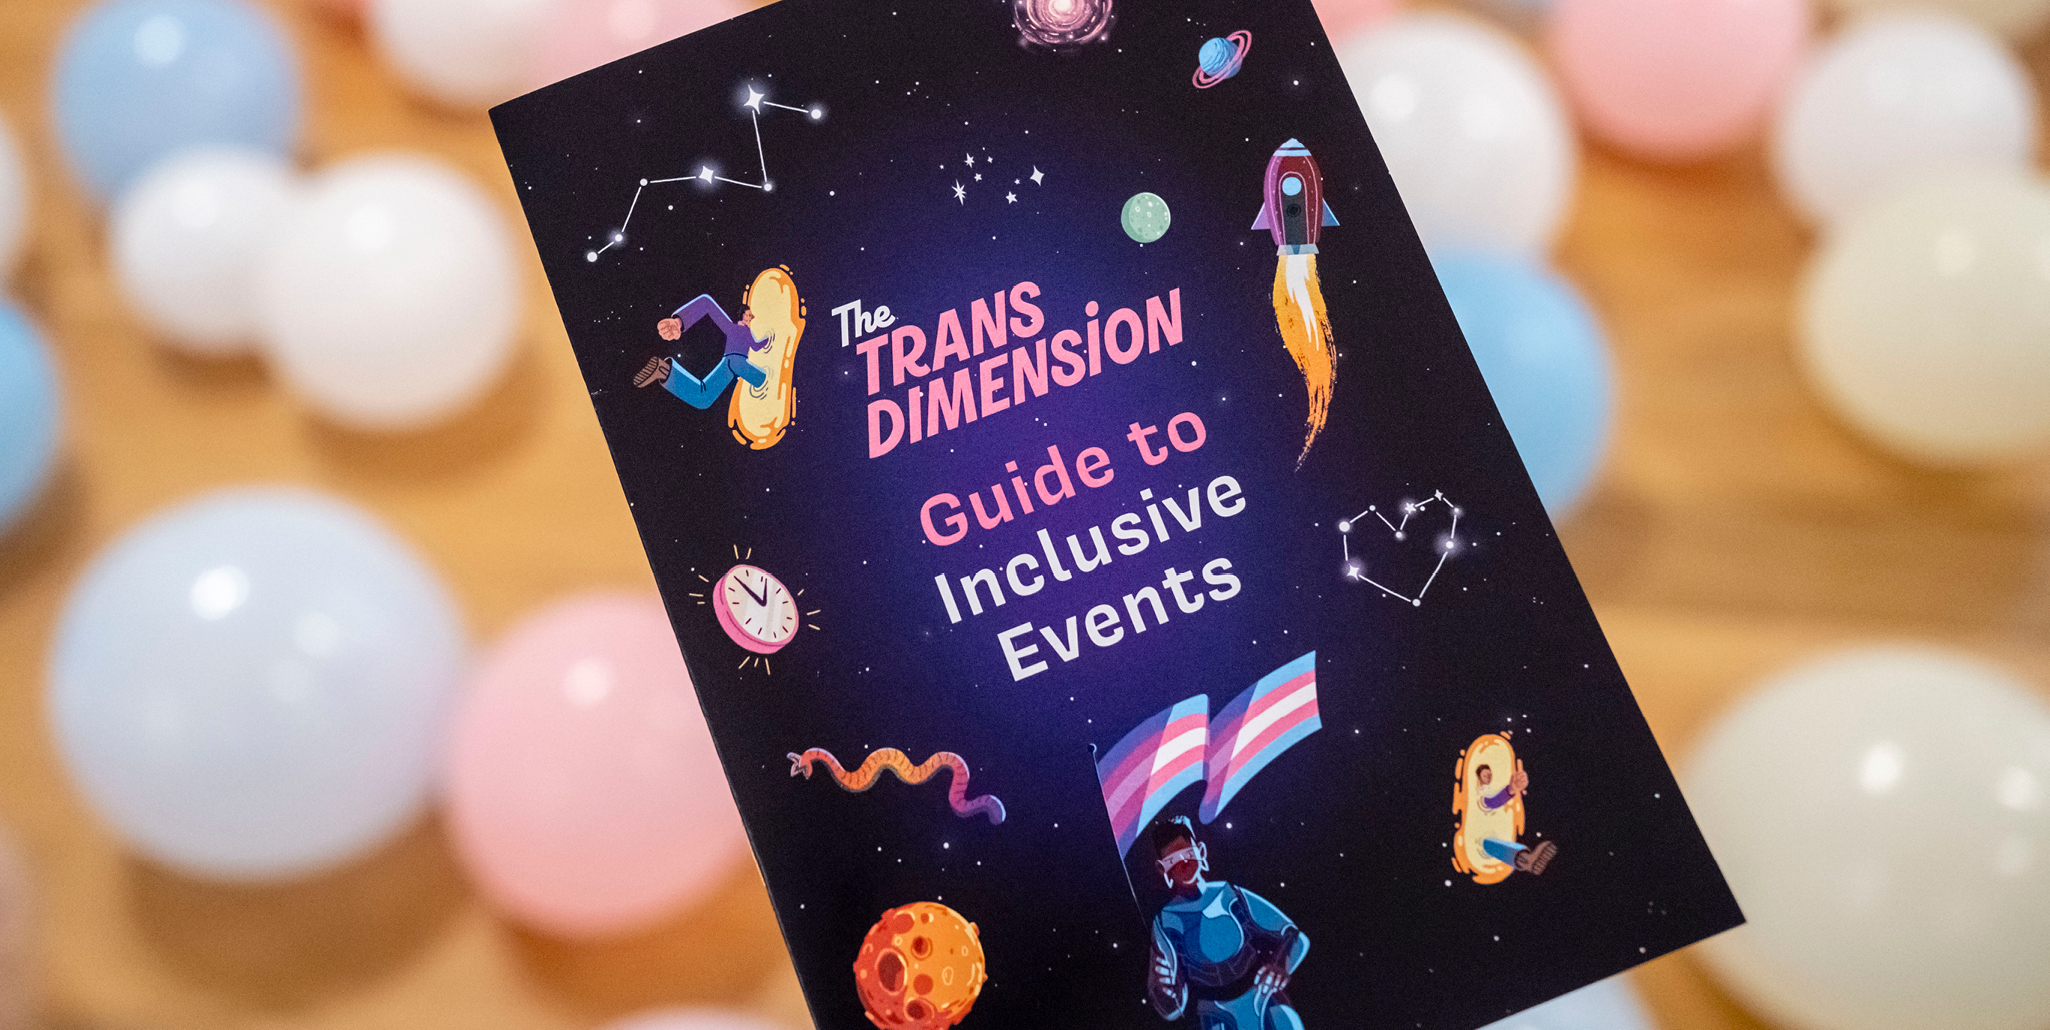 The
TRANS
DIMENSION
Guide to
Inclusive
Events